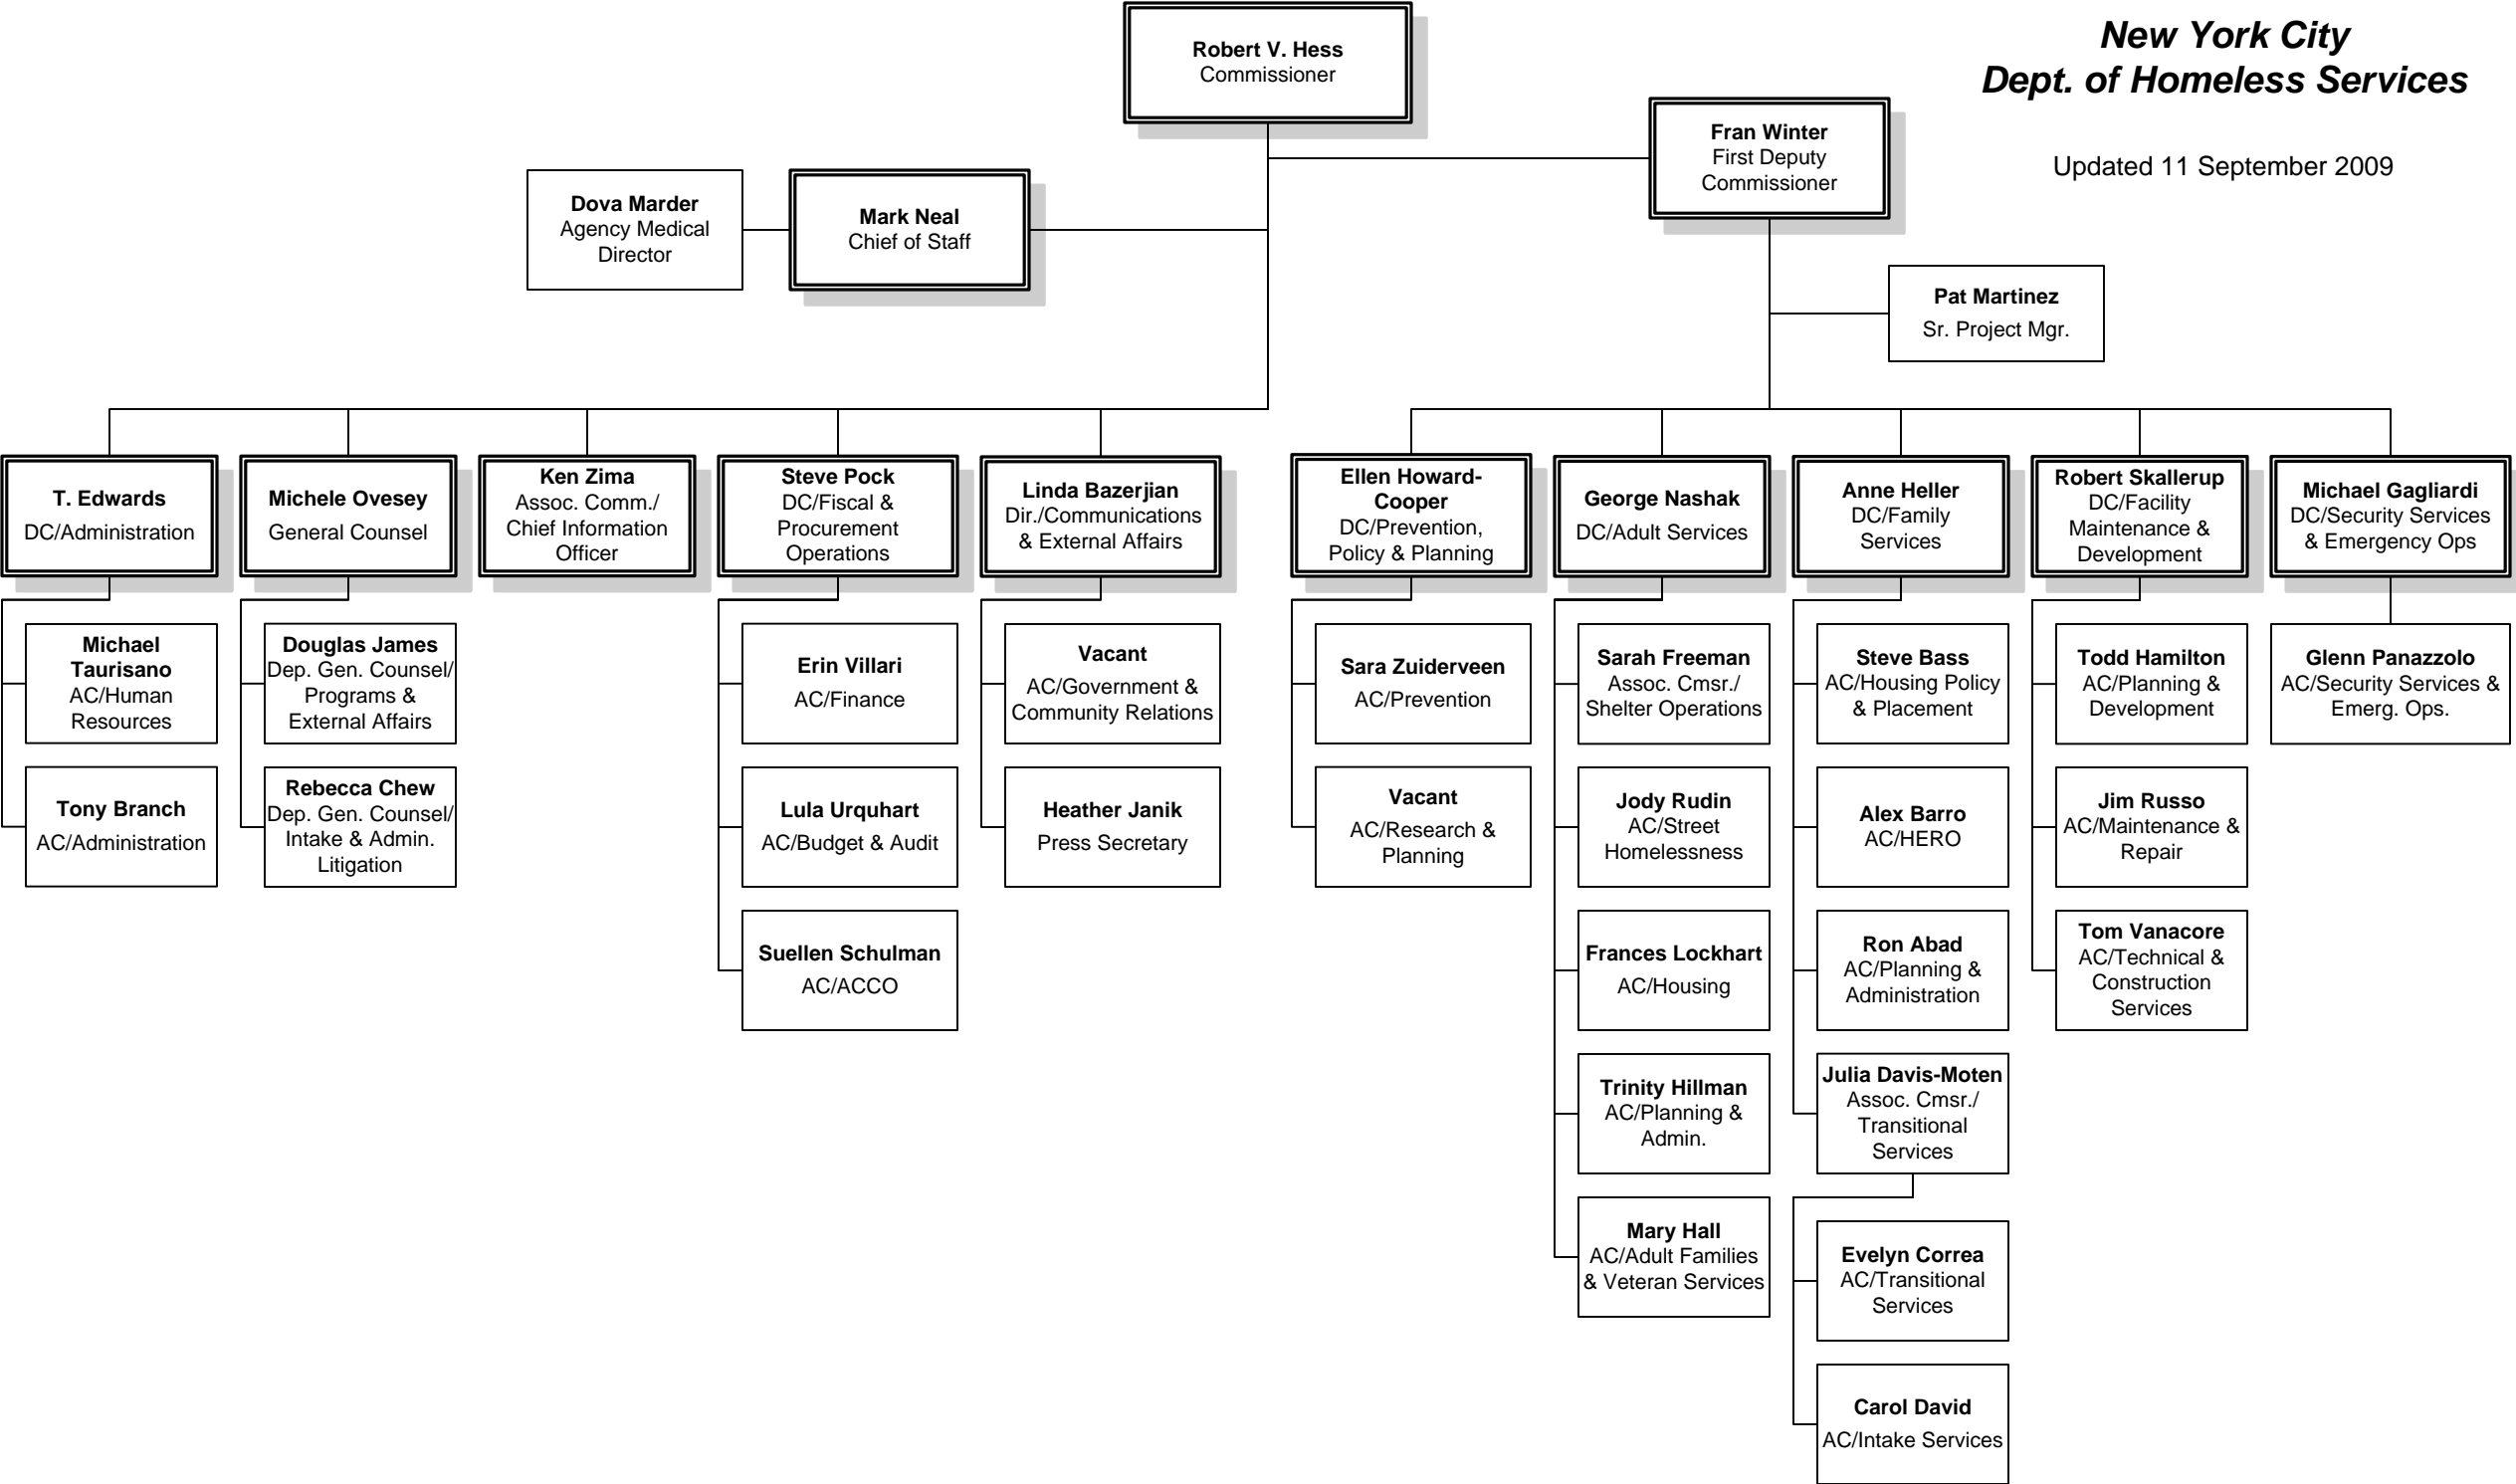 New York City
Dept. of Homeless Services
Updated 11 September 2009
Robert V. Hess
Commissioner
Fran Winter
First Deputy
Commissioner
Dova Marder
Agency Medical
Director
Mark Neal
Chief of Staff
Pat Martinez
Sr. Project Mgr.
T. Edwards
DC/Administration
Michele Ovesey
General Counsel
Ken Zima
Assoc. Comm./
Chief Information
Officer
Steve Pock
DC/Fiscal &
Procurement
Operations
Linda Bazerjian
Dir./Communications
& External Affairs
Ellen Howard-
Cooper
DC/Prevention,
Policy & Planning
George Nashak
DC/Adult Services
Anne Heller
DC/Family
Services
Robert Skallerup
DC/Facility
Maintenance &
Development
Michael Gagliardi
DC/Security Services
& Emergency Ops
Michael
Taurisano
AC/Human
Resources
Tony Branch
AC/Administration
Douglas James
Dep. Gen. Counsel/
Programs &
External Affairs
Rebecca Chew
Dep. Gen. Counsel/
Intake & Admin.
Litigation
Erin Villari
AC/Finance
Lula Urquhart
AC/Budget & Audit
Suellen Schulman
AC/ACCO
Vacant
AC/Government &
Community Relations
Heather Janik
Press Secretary
Sara Zuiderveen
AC/Prevention
Vacant
AC/Research &
Planning
Sarah Freeman
Assoc. Cmsr./
Shelter Operations
Jody Rudin
AC/Street
Homelessness
Frances Lockhart
AC/Housing
Trinity Hillman
AC/Planning &
Admin.
Mary Hall
AC/Adult Families
& Veteran Services
Steve Bass
AC/Housing Policy
& Placement
Alex Barro
AC/HERO
Ron Abad
AC/Planning &
Administration
Julia Davis-Moten
Assoc. Cmsr./
Transitional
Services
Evelyn Correa
AC/Transitional
Services
Carol David
AC/Intake Services
Todd Hamilton
AC/Planning &
Development
Jim Russo
AC/Maintenance &
Repair
Tom Vanacore
AC/Technical &
Construction
Services
Glenn Panazzolo
AC/Security Services &
Emerg. Ops.